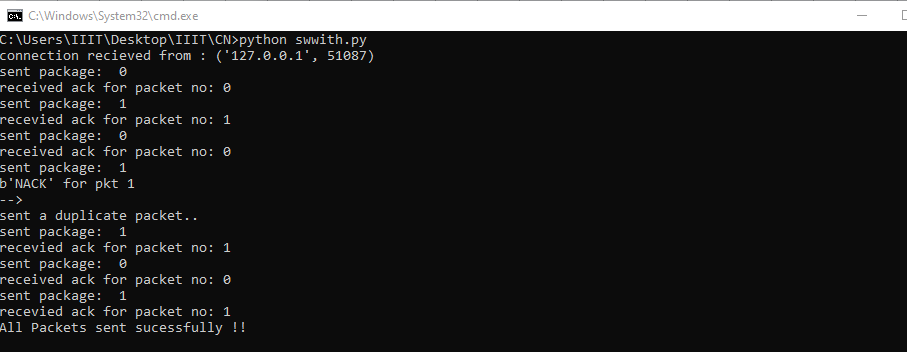 C:\Windows\System32\cmd.exe
C:\Users\IIIT\Desktop\IIIT\CN>python swwith.py
connection recieved from : ('127.0.0.1', 51087)
sent package:  0
received ack for packet no: 0
sent package:  1
recevied ack for packet no: 1
sent package:  0
received ack for packet no: 0
sent package:  1
b'NACK' for pkt 1
-->
sent a duplicate packet..
sent package:  1
recevied ack for packet no: 1
sent package:  0
received ack for packet no: 0
sent package:  1
recevied ack for packet no: 1
All Packets sent sucessfully !!